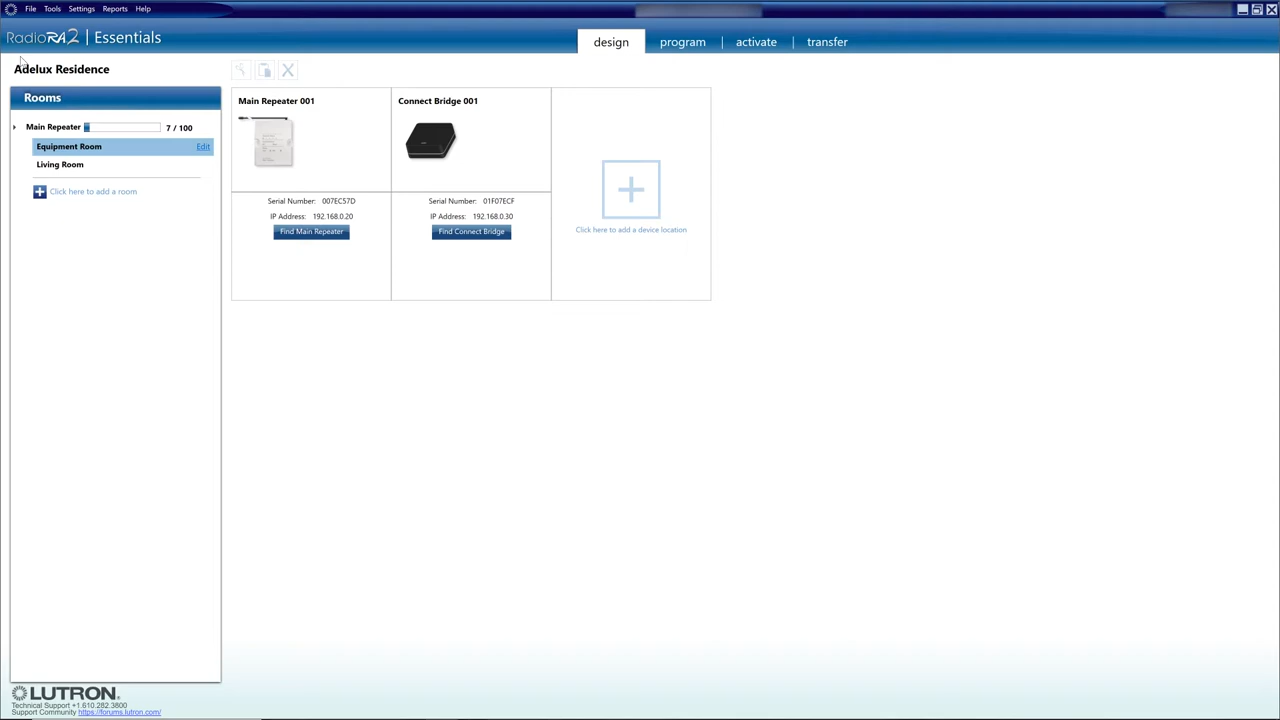 File Tools Settings Reports Help
RadioRA2 | Essentials
design program activate transfer
Adelux Residence
Rooms
Main Repeater 7 / 100
Equipment Room Edit
Living Room
Click here to add a room
Main Repeater 001
Serial Number: 007EC57D
IP Address: 192.168.0.20
Find Main Repeater
Connect Bridge 001
Serial Number: 01F07ECF
IP Address: 192.168.0.30
Find Connect Bridge
Click here to add a device location
LUTRON.
Technical Support +1.610.282.3800
Support Community https://forums.lutron.com/